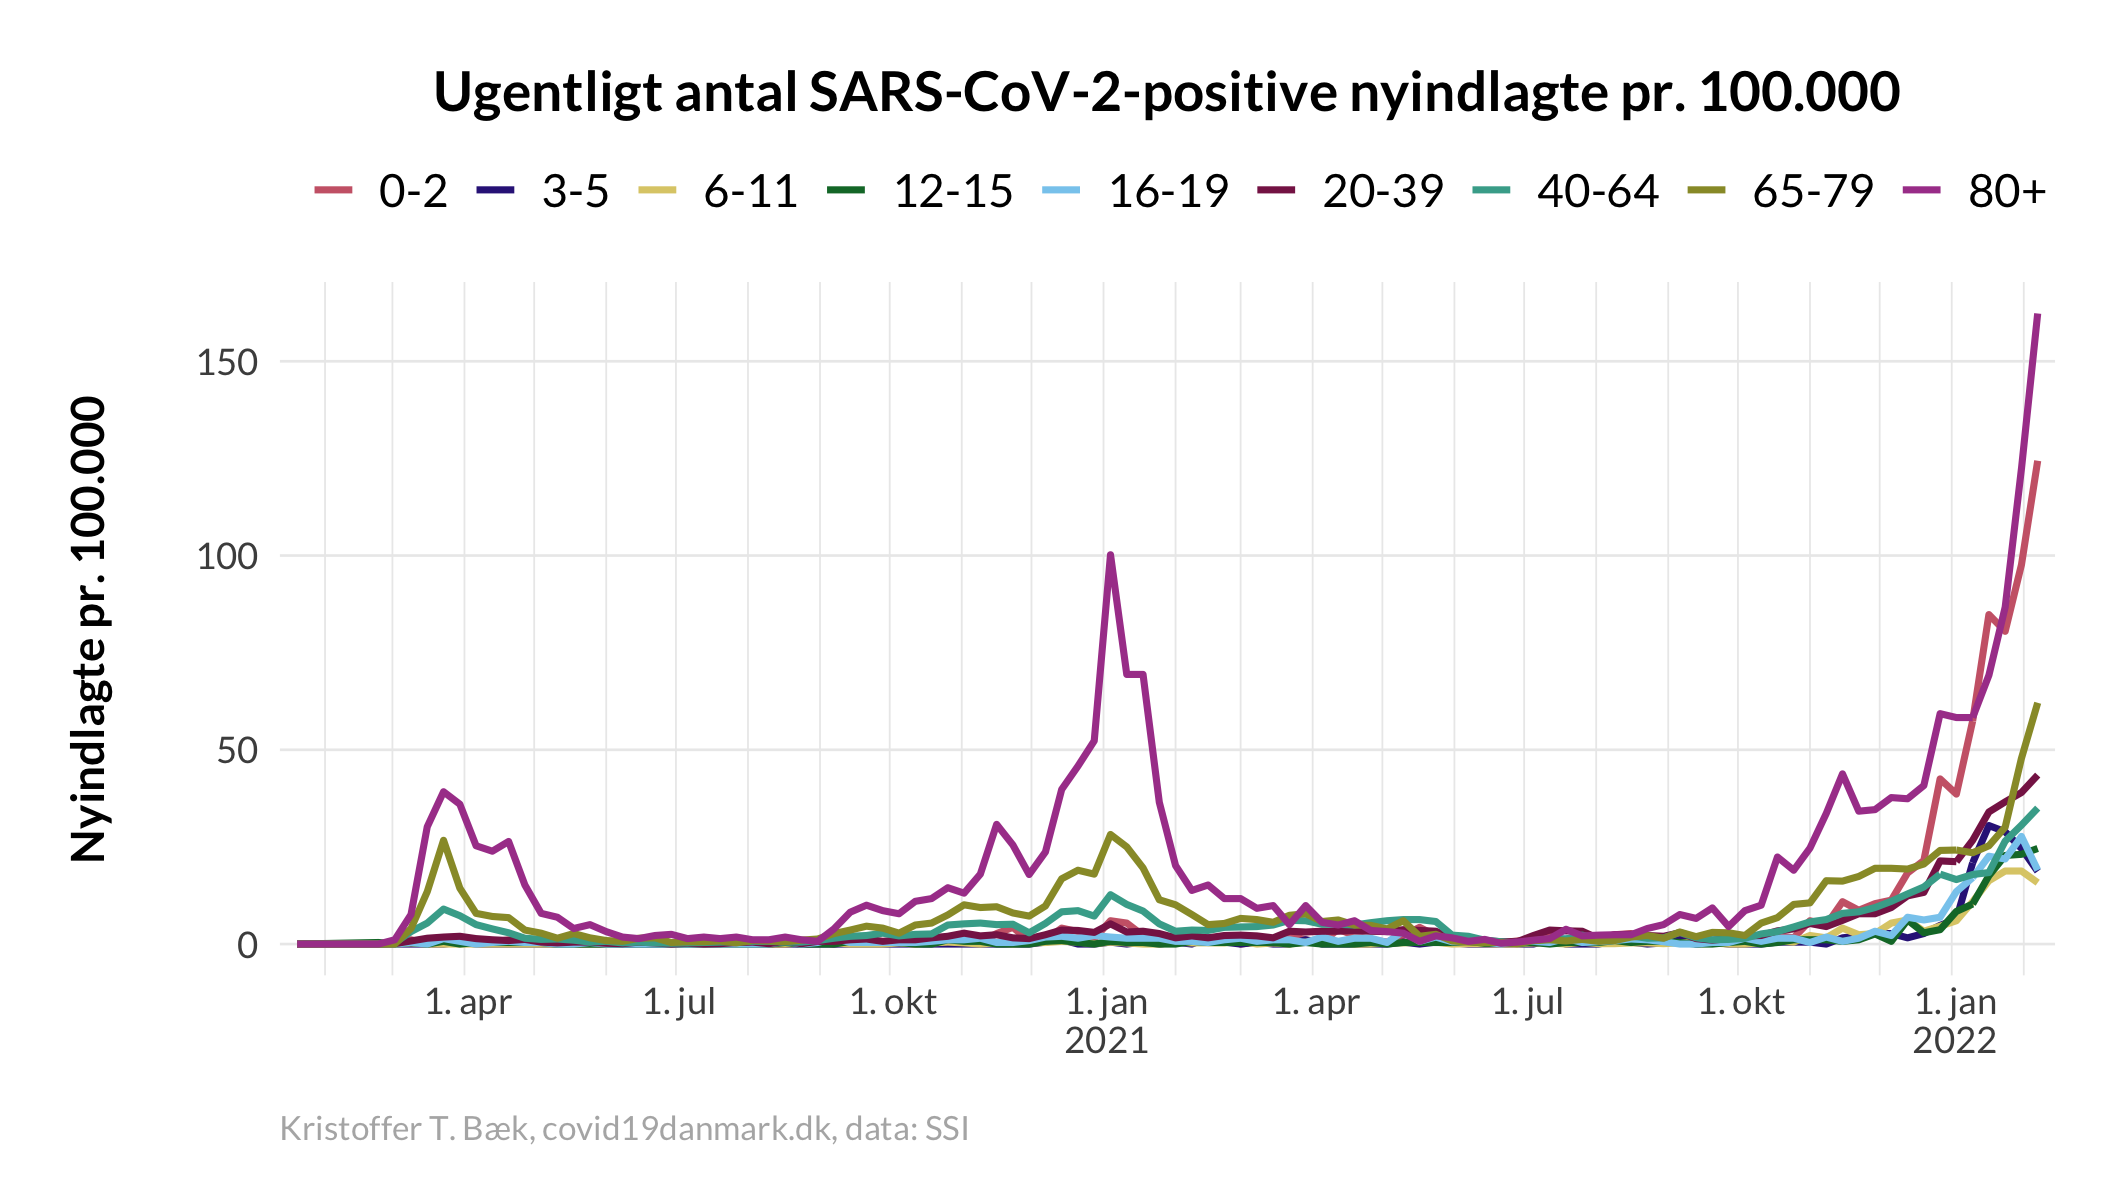 Ugentligt antal SARS-CoV-2-positive nyindlagte pr. 100.000
0-2 3-5 6-11 12-15 16-19 20-39 40-64 65-79 80+
Nyindlagte pr. 100.000
150
100
50
0
1. apr 1. jul 1. okt 1. jan 1. apr 1. jul 1. okt 1. jan
2021 2022
Kristoffer T. Bæk, covid19danmark.dk, data: SSI